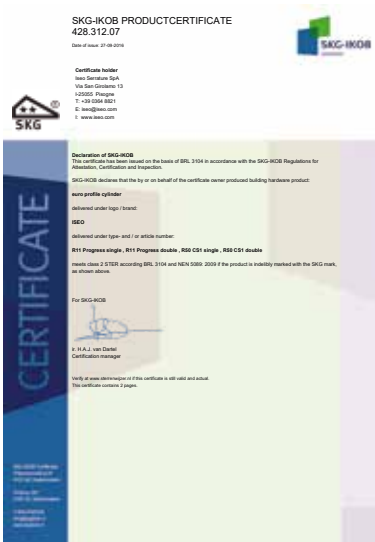 SKG-IKOB PRODUCTCERTIFICATE
428.312.07
Date of issue: 27-09-2016
SKG-IKOB
Certificate holder
Iseo Serrature SpA
Via San Girolamo 13
I-25055 Pisogne
T: +39 0364 8821
E: iseo@iseo.com
I: www.iseo.com
SKG
®
CERTIFICATE
Declaration of SKG-IKOB
This certificate has been issued on the basis of BRL 3104 in accordance with the SKG-IKOB Regulations for
Attestation, Certification and Inspection.
SKG-IKOB declares that the by or on behalf of the certificate owner produced building hardware product:
euro profile cylinder
delivered under logo / brand:
ISEO
delivered under type- and / or article number:
R11 Progress single , R11 Progress double , R50 CS1 single , R50 CS1 double
meets class 2 STER according BRL 3104 and NEN 5089: 2009 if the product is indelibly marked with the SKG mark,
as shown above.
For SKG-IKOB
ir. H.A.J. van Dartel
Certification manager
Verify at www.sterrenwijzer.nl if this certificate is still valid and actual.
This certificate contains 2 pages.